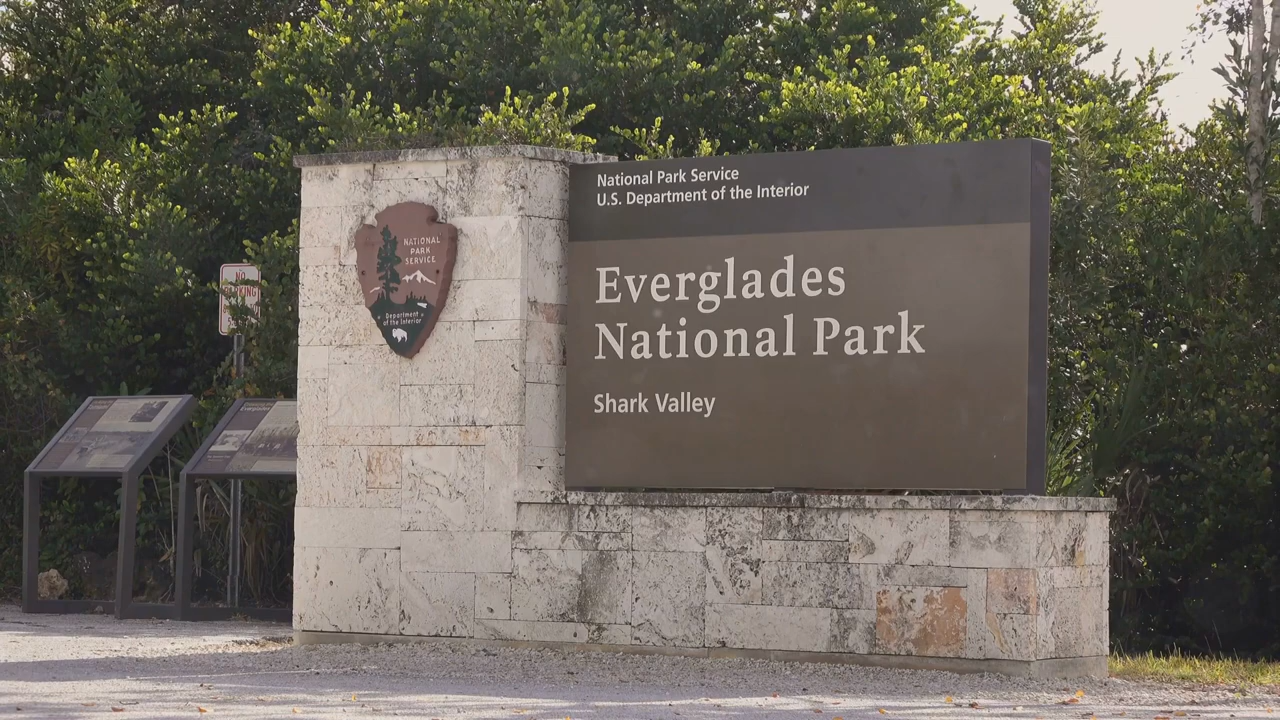 National Park Service
U.S. Department of the Interior
Everglades
National Park
Shark Valley
NATIONAL
PARK
SERVICE
Department
of the Interior
NO
PARKING
Everglades